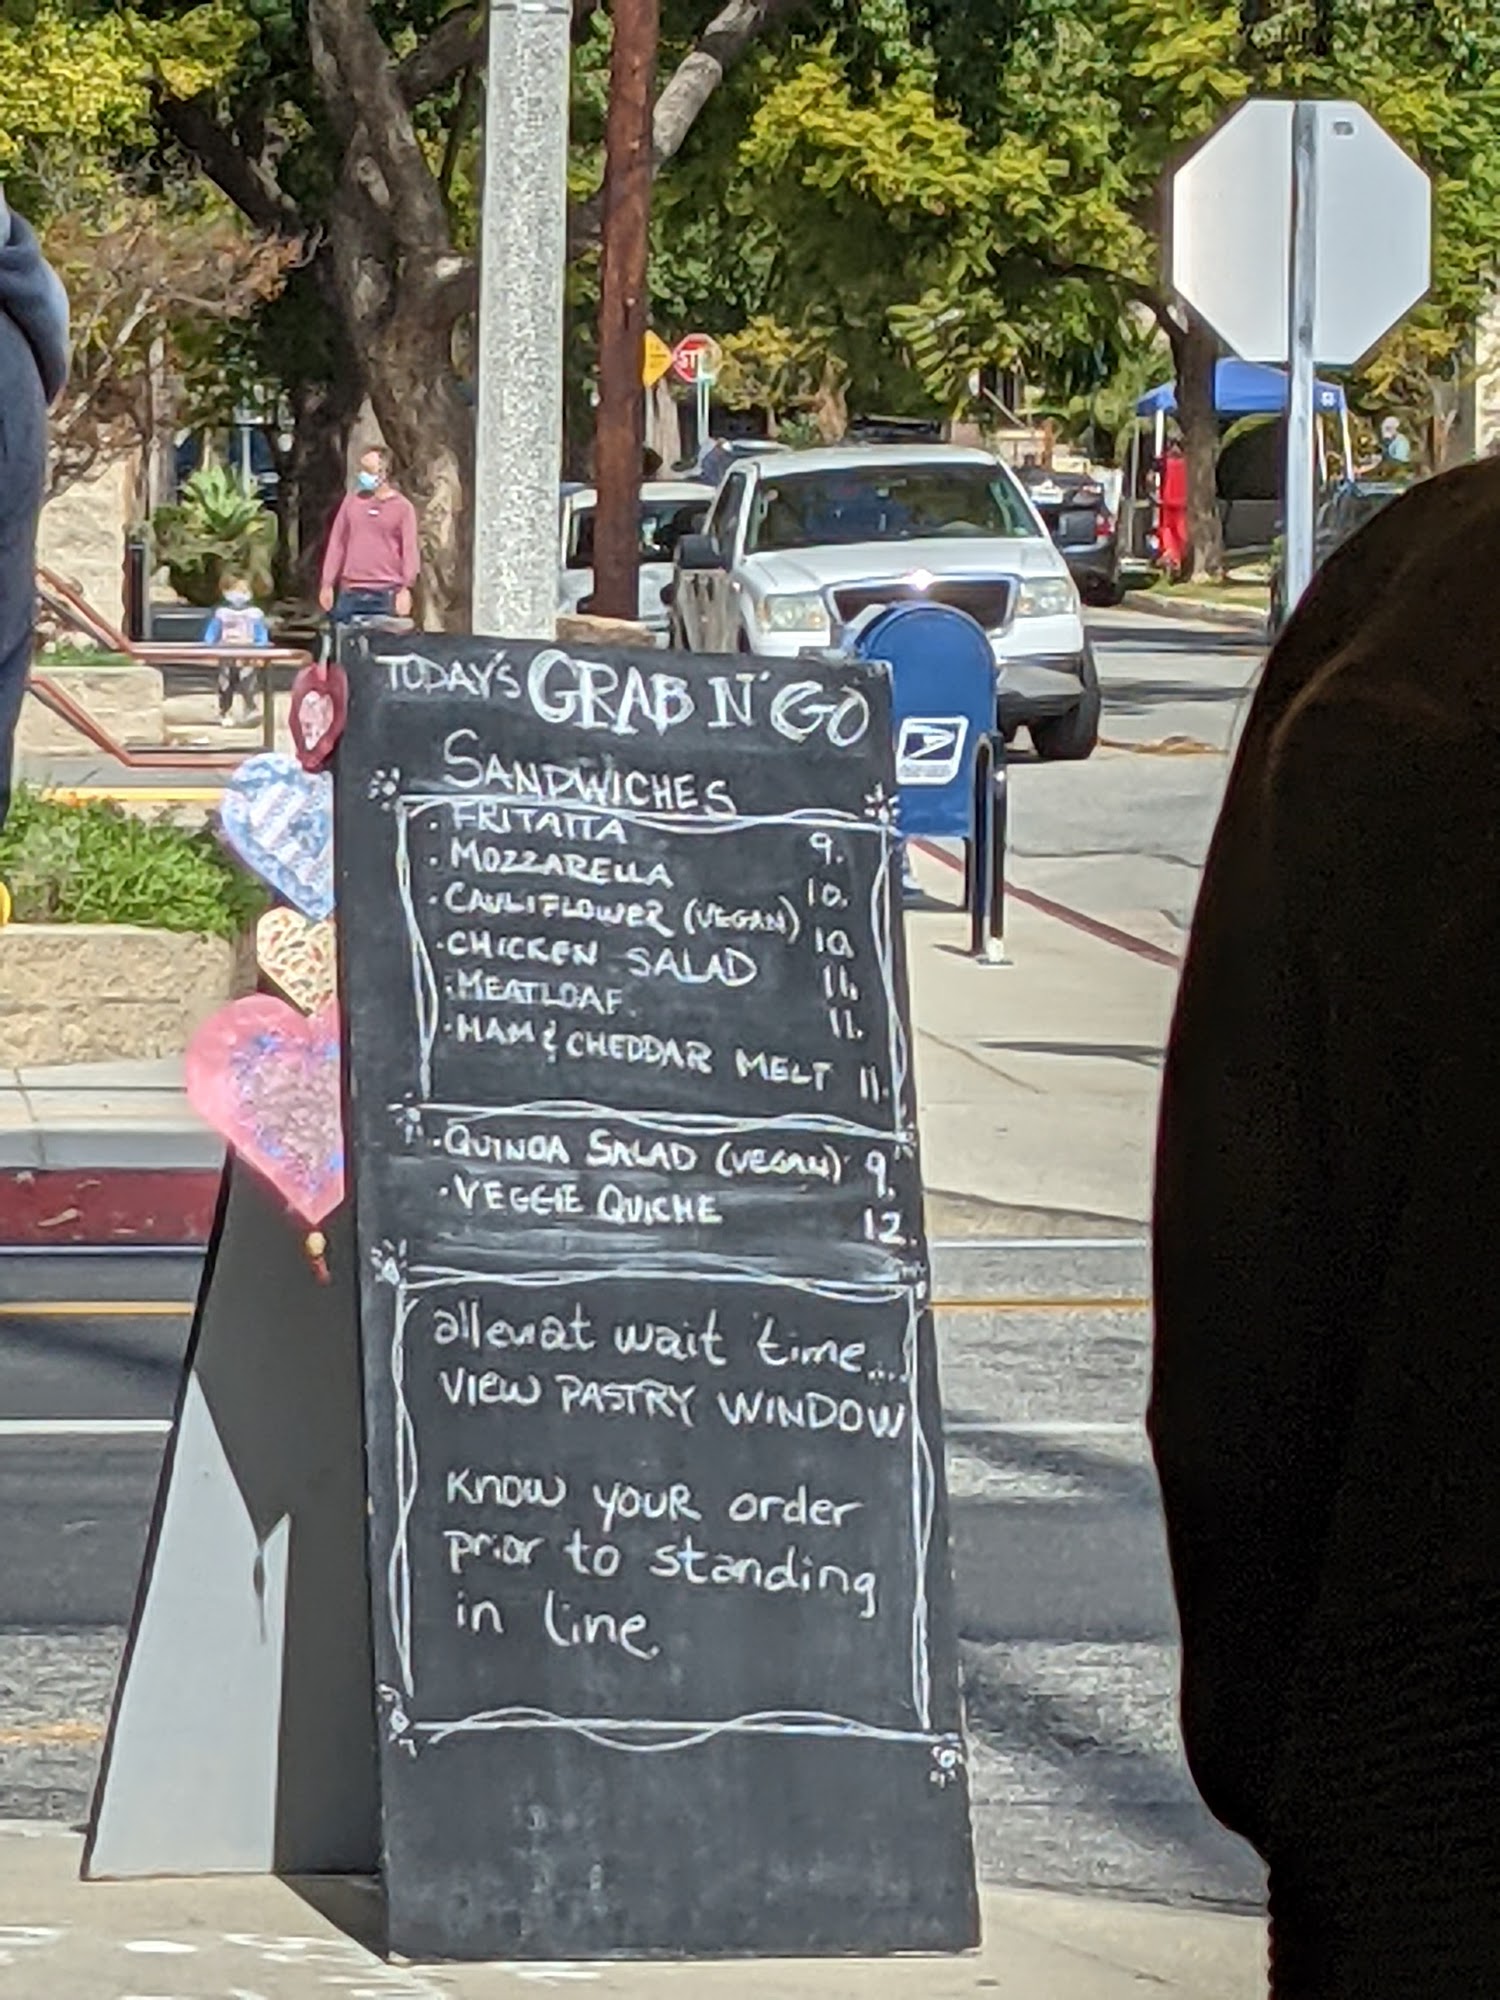 STOP
TODAY'S GRAB N' GO
SANDWICHES
· FRITATTA 9.
· MOZZARELLA 10.
· CAULIFLOWER (VEGAN) 10.
· CHICKEN SALAD 11.
· MEATLOAF. 11.
· HAM & CHEDDAR MELT 11.
· QUINOA SALAD (VEGAN) 9.
· VEGGIE QUICHE 12.
alleviat wait time...
VIEW PASTRY WINDOW
KNOW YOUR order
prior to standing
in line.